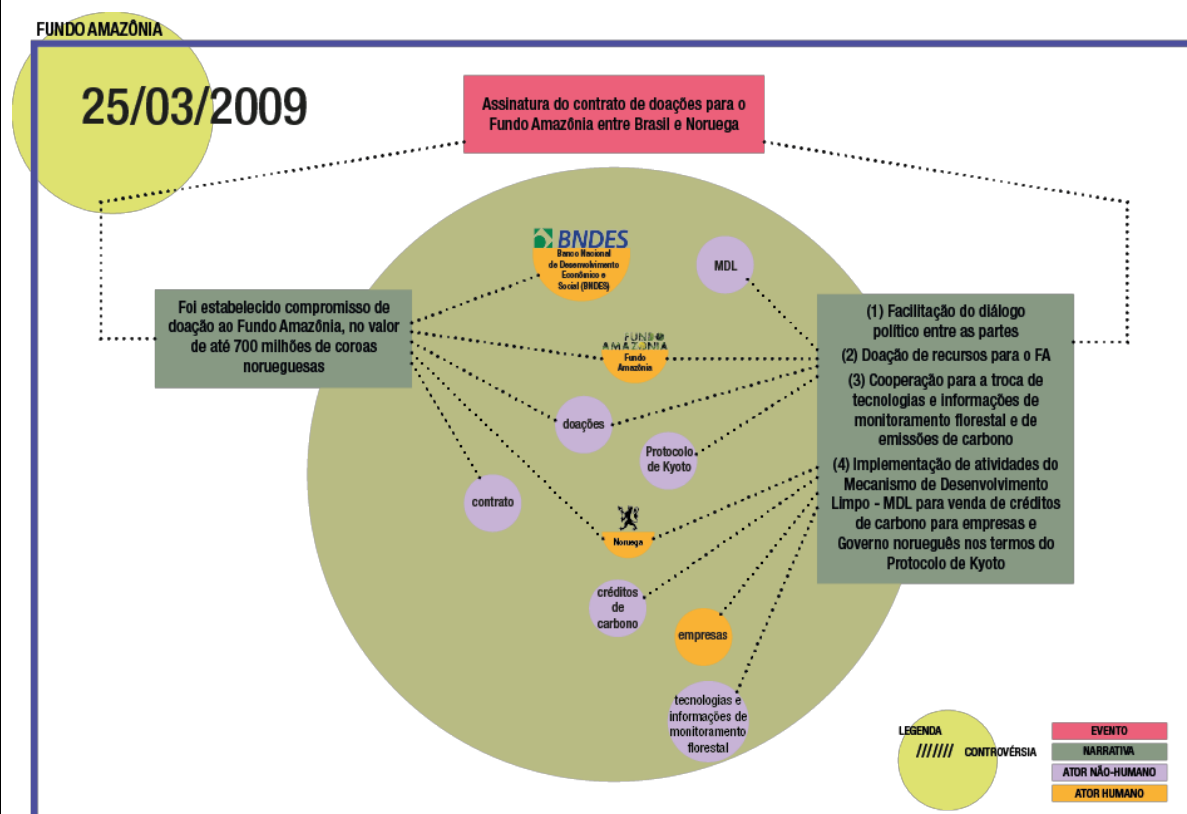 FUNDO AMAZÔNIA
25/03/2009
Assinatura do contrato de doações para o
Fundo Amazônia entre Brasil e Noruega
BNDES
Banco Nacional
de Desenvolvimento
Econômico e
Social (BNDES)
MDL
Foi estabelecido compromisso de
doação ao Fundo Amazônia, no valor
de até 700 milhões de coroas
norueguesas
FUNDO
AMAZONIA
Fundo
Amazônia
doações
Protocolo
de Kyoto
contrato
Noruega
créditos
de
carbono
empresas
tecnologias e
informações de
monitoramento
florestal
(1) Facilitação do diálogo
político entre as partes
(2) Doação de recursos para o FA
(3) Cooperação para a troca de
tecnologias e informações de
monitoramento florestal e de
emissões de carbono
(4) Implementação de atividades do
Mecanismo de Desenvolvimento
Limpo - MDL para venda de créditos
de carbono para empresas e
Governo norueguês nos termos do
Protocolo de Kyoto
LEGENDA
/////// CONTROVÉRSIA
EVENTO
NARRATIVA
ATOR NÃO-HUMANO
ATOR HUMANO